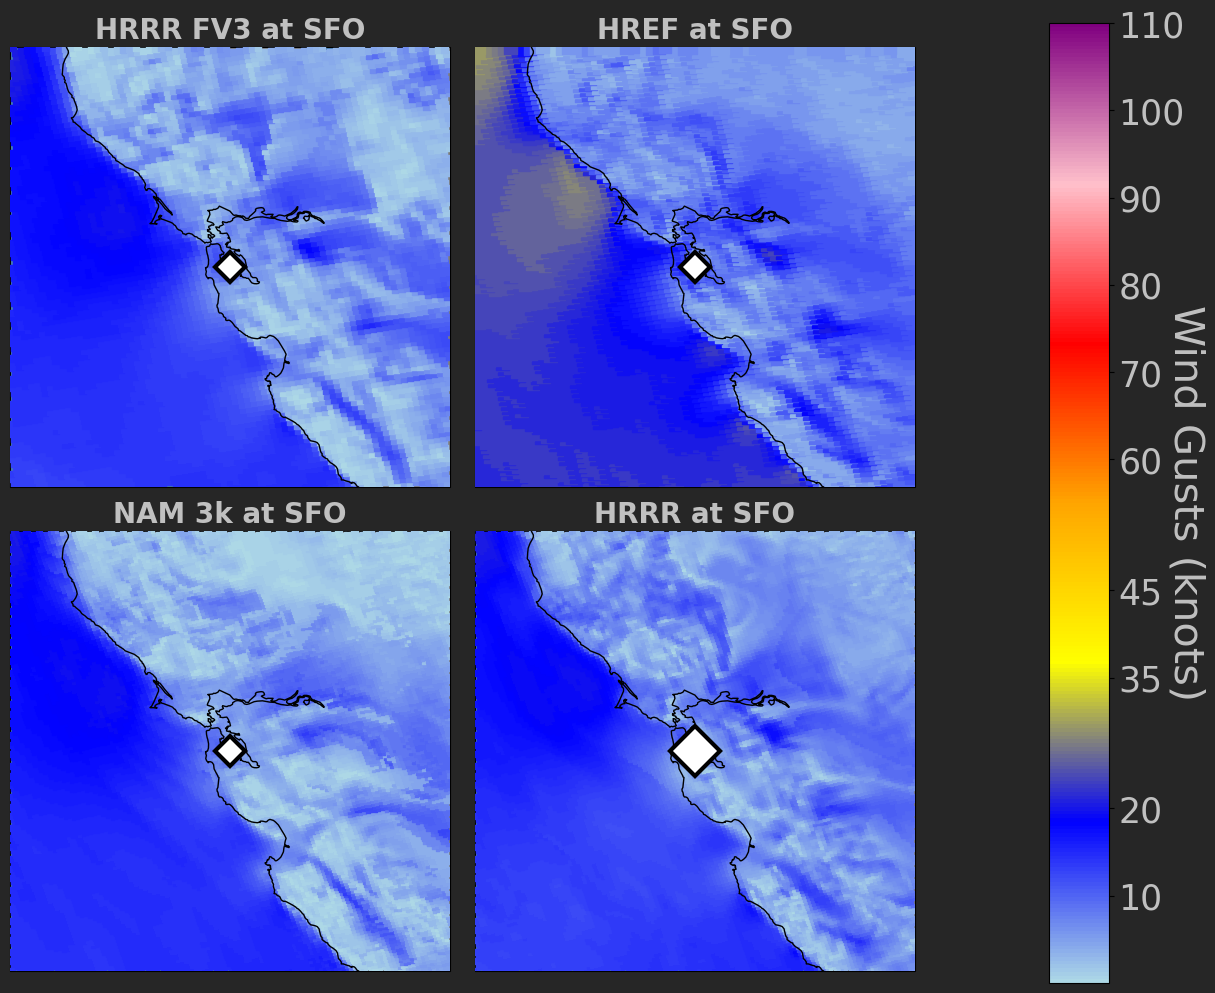 HRRR FV3 at SFO
HREF at SFO
NAM 3k at SFO
HRRR at SFO
110
100
90
80
70
60
45
35
20
10
Wind Gusts (knots)